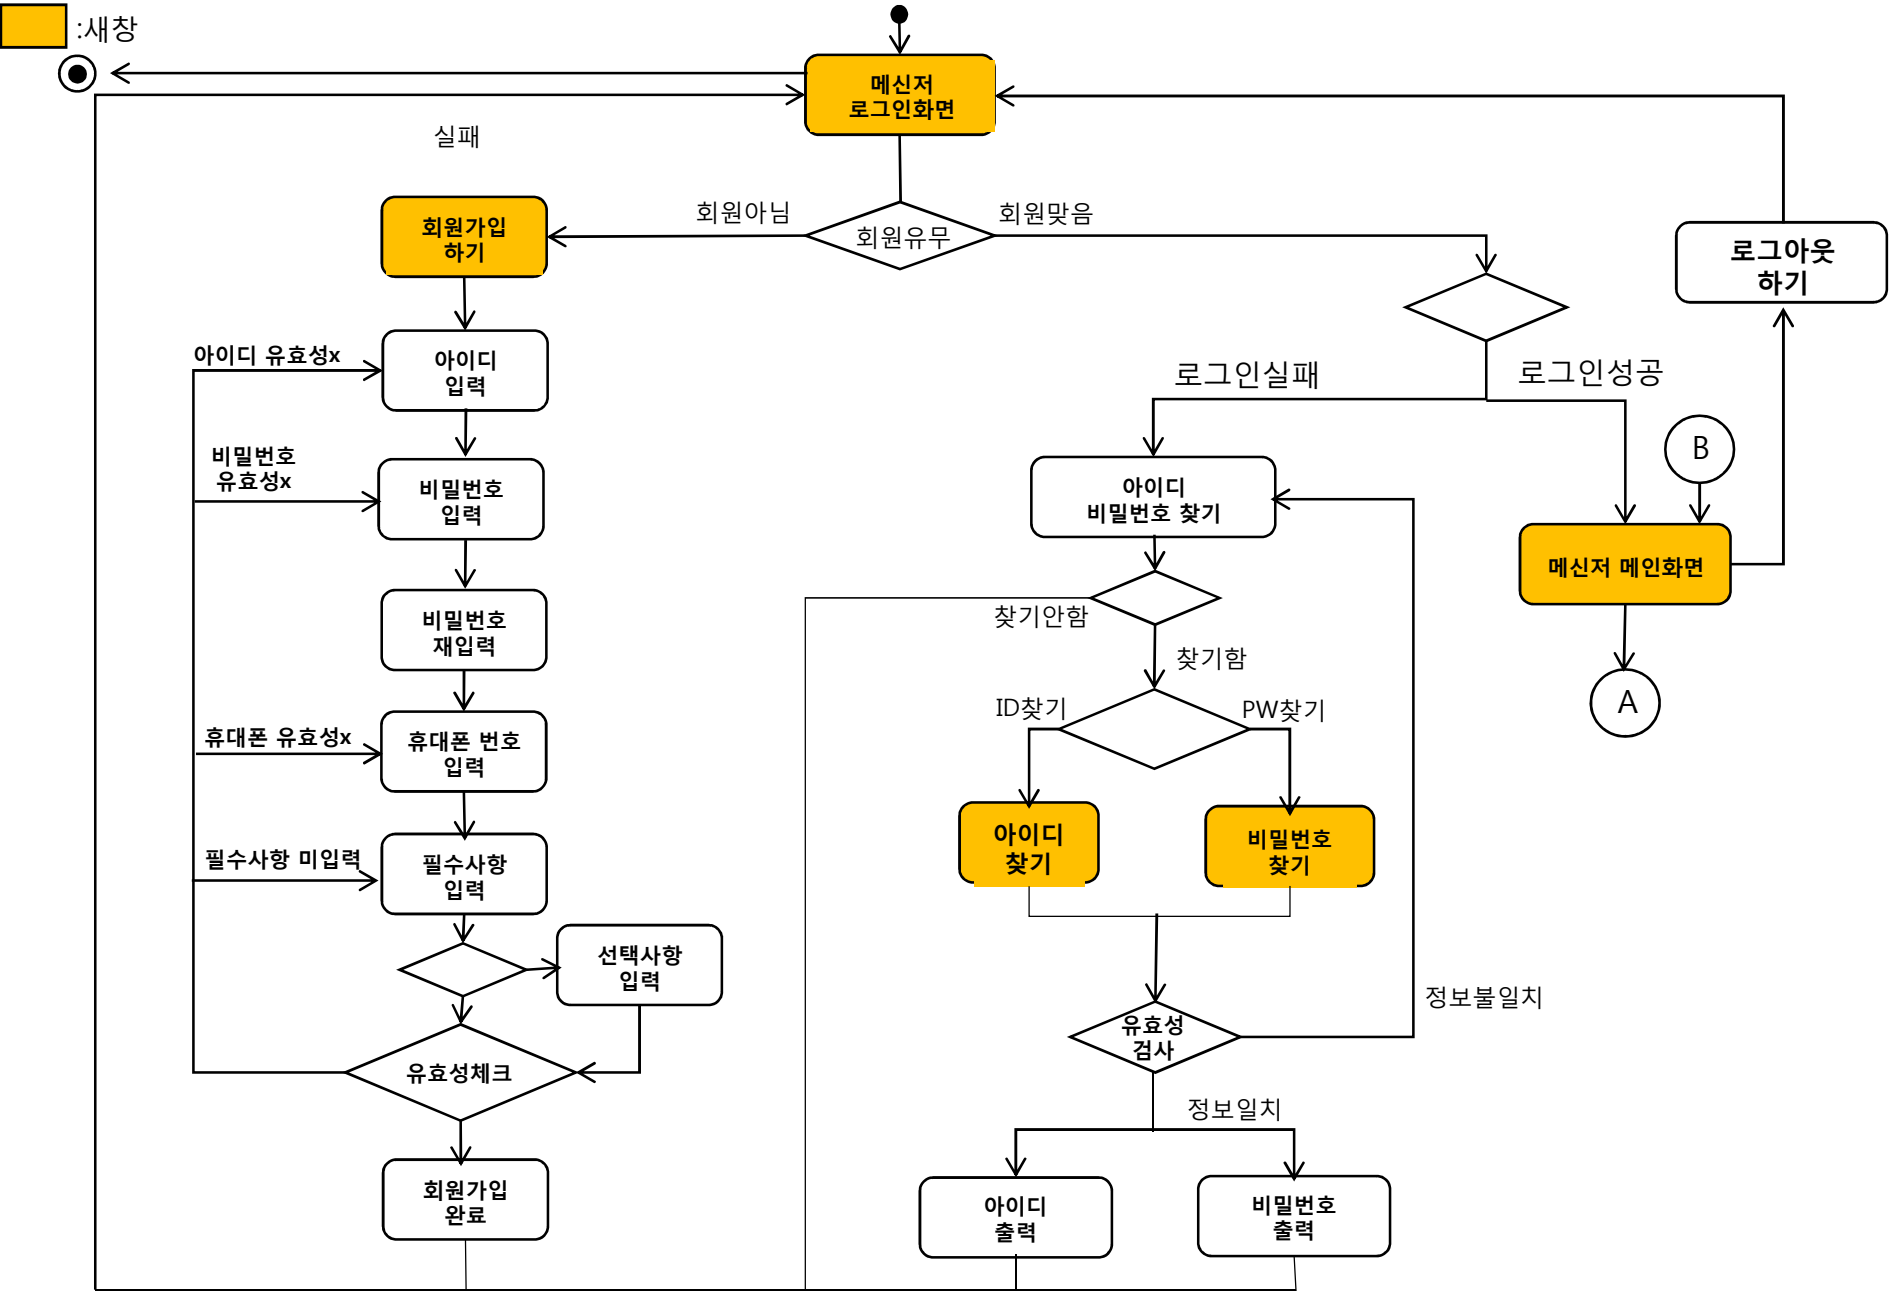 :새창
메신저
로그인화면
실패
회원가입
하기
회원아님
회원유무
회원맞음
로그아웃
하기
아이디 유효성x
아이디
입력
로그인실패
로그인성공
비밀번호
유효성x
비밀번호
입력
아이디
비밀번호 찾기
B
메신저 메인화면
A
비밀번호
재입력
찾기안함
찾기함
ID찾기
PW찾기
휴대폰 유효성x
휴대폰 번호
입력
아이디
찾기
비밀번호
찾기
필수사항 미입력
필수사항
입력
선택사항
입력
정보불일치
유효성
검사
유효성체크
정보일치
회원가입
완료
아이디
출력
비밀번호
출력